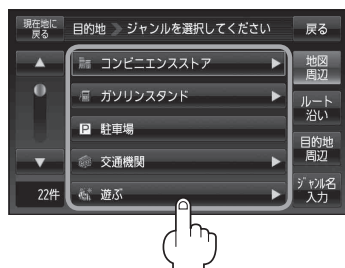 現在地に
戻る
目的地 ジャンルを選択してください
戻る
コンビニエンスストア
ガソリンスタンド
P 駐車場
交通機関
遊ぶ
22件
地図
周辺
ルート
沿い
目的地
周辺
ジャンル名
入力